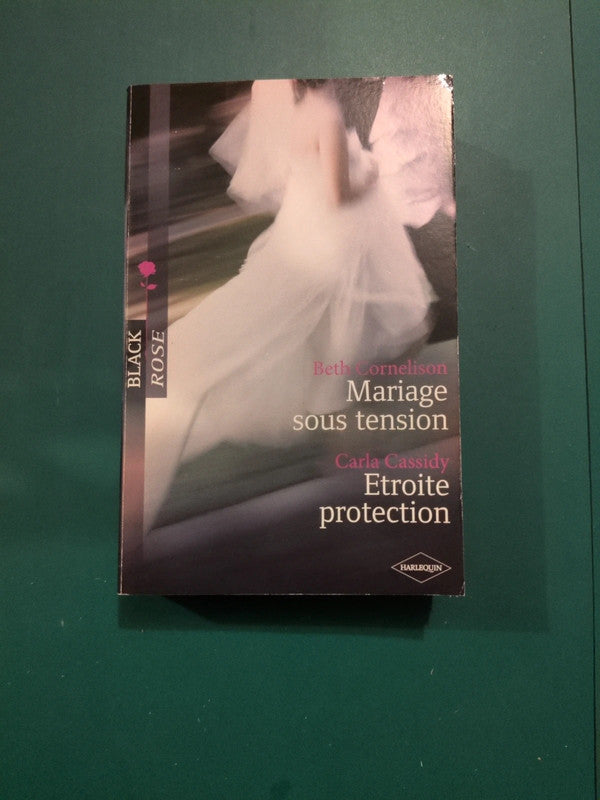 BLACK
ROSE
Beth Cornelison
Mariage
sous tension
Carla Cassidy
Etroite
protection
HARLEQUIN